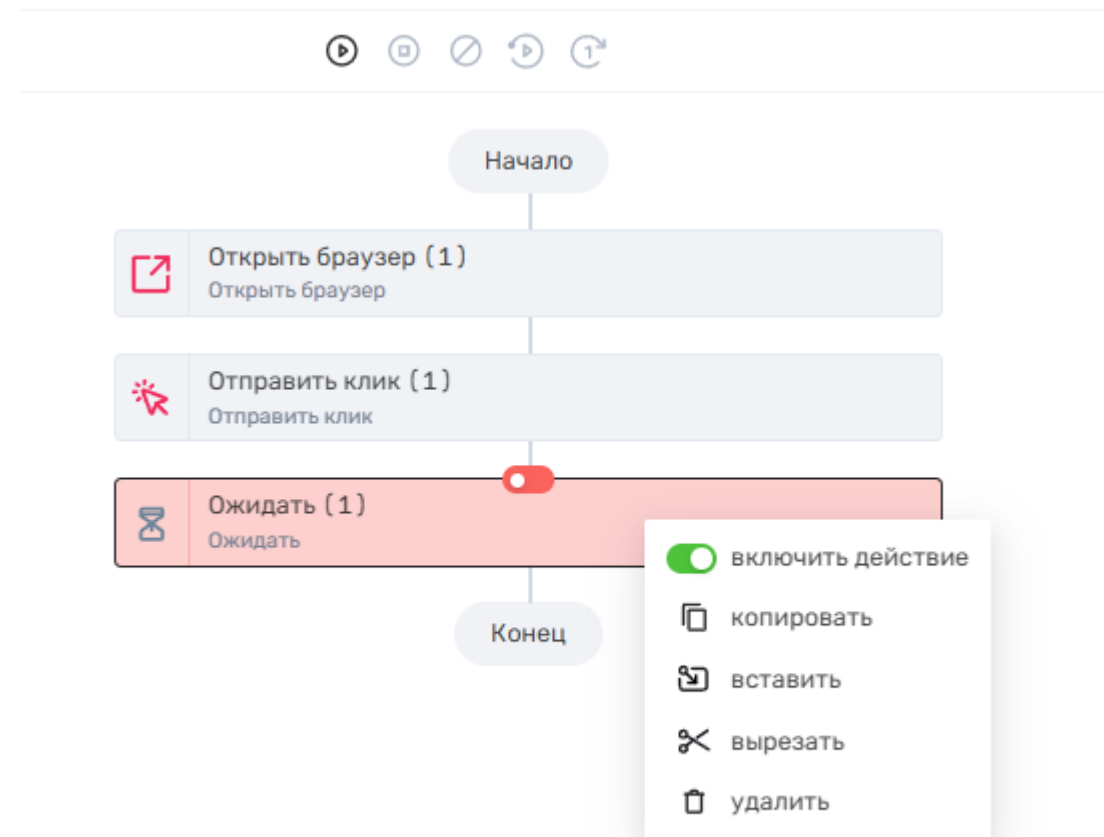 1
Начало
Открыть браузер (1)
Открыть браузер
Отправить клик (1)
Отправить клик
Ожидать (1)
Ожидать
включить действие
Конец
копировать
вставить
вырезать
удалить